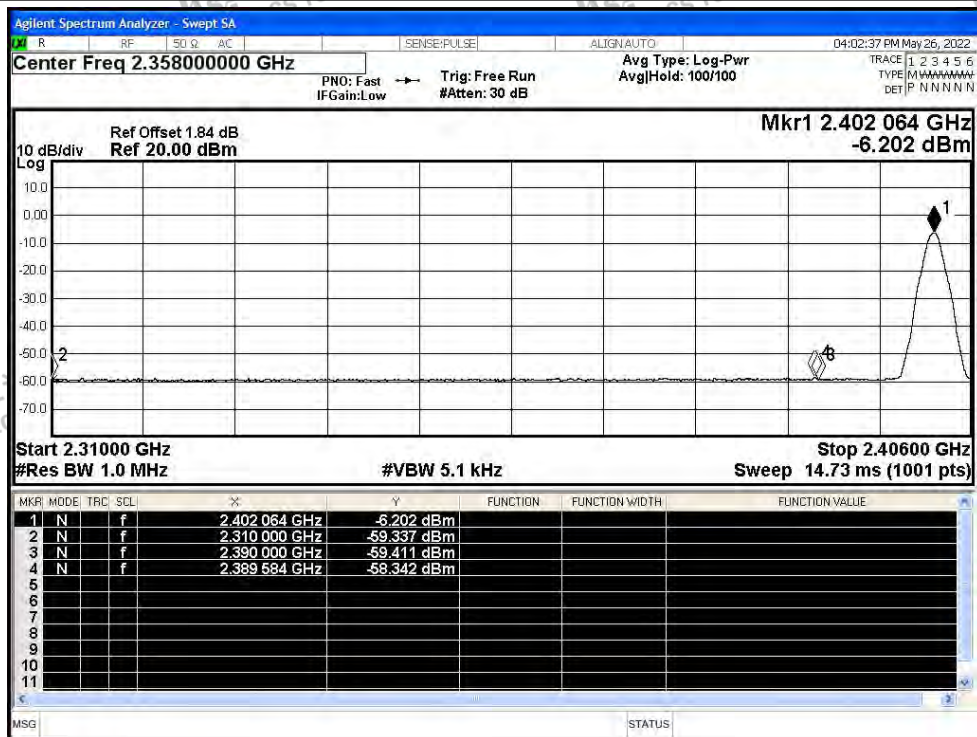 Agilent Spectrum Analyzer - Swept SA
R RF 50 Ω AC SENSE:PULSE ALIGN AUTO 04:02:37 PM May 26, 2022
Center Freq 2.358000000 GHz
PNO: Fast
IFGain:Low
Trig: Free Run
#Atten: 30 dB
Avg Type: Log-Pwr
Avg|Hold: 100/100
TRACE 1 2 3 4 5 6
TYPE M W W W W W
DET P N N N N N
Ref Offset 1.84 dB
10 dB/div Ref 20.00 dBm
Log
Mkr1 2.402 064 GHz
-6.202 dBm
10.0
0.00
-10.0
-20.0
-30.0
-40.0
-50.0
-60.0
-70.0
1
2
4
3
Start 2.31000 GHz Stop 2.40600 GHz
#Res BW 1.0 MHz #VBW 5.1 kHz Sweep 14.73 ms (1001 pts)
MKR MODE TRC SCL X Y FUNCTION FUNCTION WIDTH FUNCTION VALUE
1 N f 2.402 064 GHz -6.202 dBm
2 N f 2.310 000 GHz -59.337 dBm
3 N f 2.390 000 GHz -59.411 dBm
4 N f 2.389 584 GHz -58.342 dBm
5
6
7
8
9
10
11
MSG STATUS